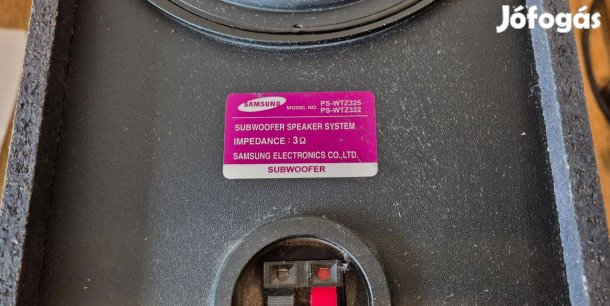 Jófogás
SAMSUNG MODEL NO. PS-WTZ325
PS-WTZ322
SUBWOOFER SPEAKER SYSTEM
IMPEDANCE : 3Ω
SAMSUNG ELECTRONICS CO.,LTD.
SUBWOOFER